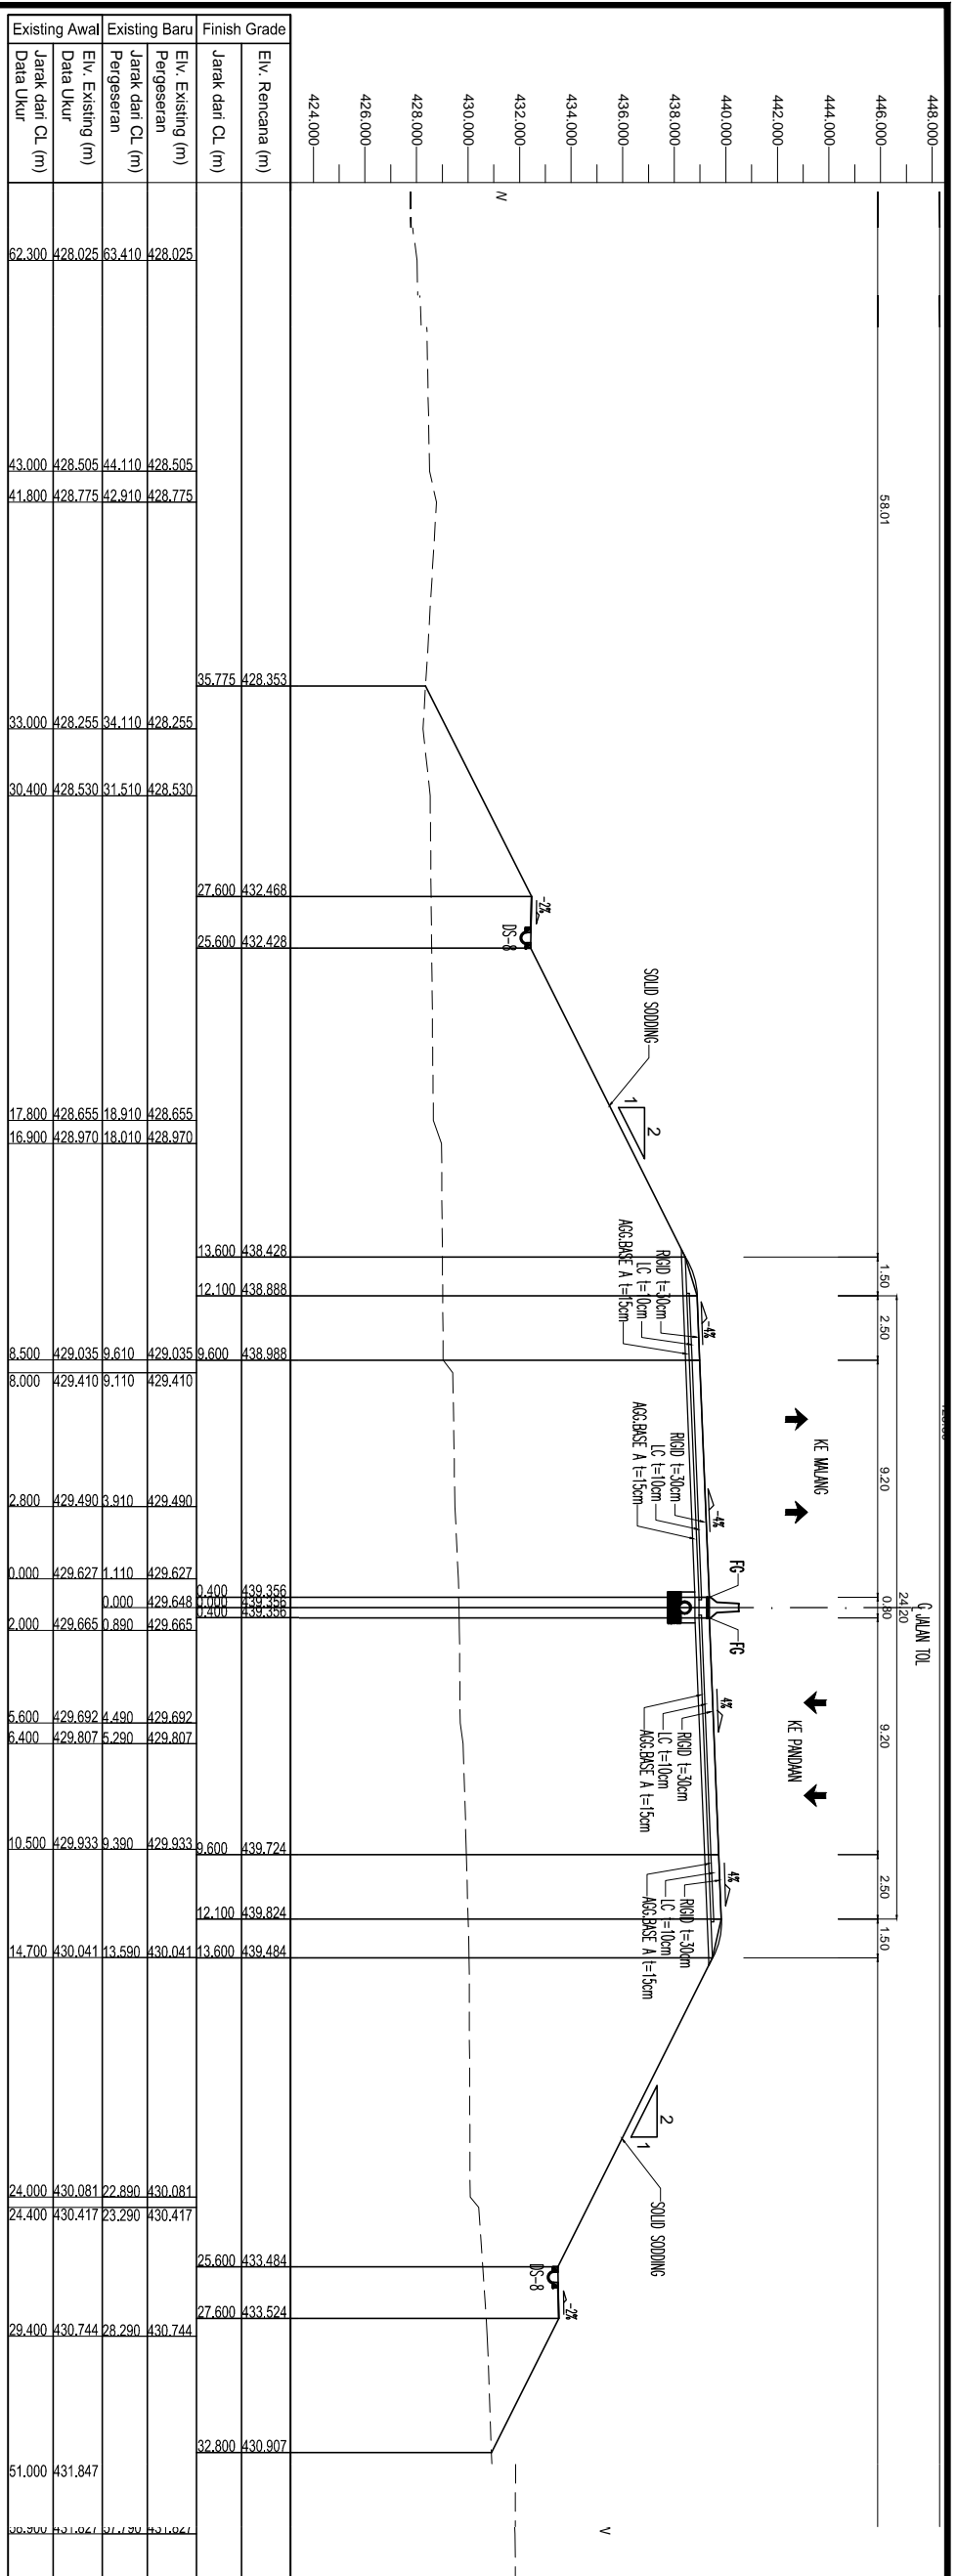 448.000
446.000
444.000
442.000
440.000
438.000
436.000
434.000
432.000
430.000
428.000
426.000
424.000
58.01
1.50
2.50
9.20
0.80
24.20
9.20
2.50
1.50
C JALAN TOL
KE MALANG
KE PANDAAN
FG
FG
-4%
-4%
4%
4%
RIGID t=30cm
LC t=10cm
AGG.BASE A t=15cm
RIGID t=30cm
LC t=10cm
AGG.BASE A t=15cm
RIGID t=30cm
LC t=10cm
AGG.BASE A t=15cm
RIGID t=30cm
LC t=10cm
AGG.BASE A t=15cm
SOLID SODDING
1
2
-2%
DS-8
SOLID SODDING
2
1
-2%
DS-8
Finish Grade
Elv. Rencana (m)
428.353 432.468 432.428 438.428 438.888 438.988 439.356 439.356 439.356 439.724 439.824 439.484 433.484 433.524 430.907
Jarak dari CL (m)
35.775 27.600 25.600 13.600 12.100 9.600 0.400 0.000 0.400 9.600 12.100 13.600 25.600 27.600 32.800
Existing Baru
Elv. Existing (m)
Pergeseran
428.025 428.505 428.775 428.255 428.530 428.655 428.970 429.035 429.410 429.490 429.627 429.648 429.665 429.692 429.807 429.933 430.041 430.081 430.417 430.744 431.827
Jarak dari CL (m)
Pergeseran
63.410 44.110 42.910 34.110 31.510 18.910 18.010 9.610 9.110 3.910 1.110 0.000 0.890 4.490 5.290 9.390 13.590 22.890 23.290 28.290 57.790
Existing Awal
Elv. Existing (m)
Data Ukur
428.025 428.505 428.775 428.255 428.530 428.655 428.970 429.035 429.410 429.490 429.627 429.665 429.692 429.807 429.933 430.041 430.081 430.417 430.744 431.847 431.827
Jarak dari CL (m)
Data Ukur
62.300 43.000 41.800 33.000 30.400 17.800 16.900 8.500 8.000 2.800 0.000 2.000 5.600 6.400 10.500 14.700 24.000 24.400 29.400 51.000 58.900